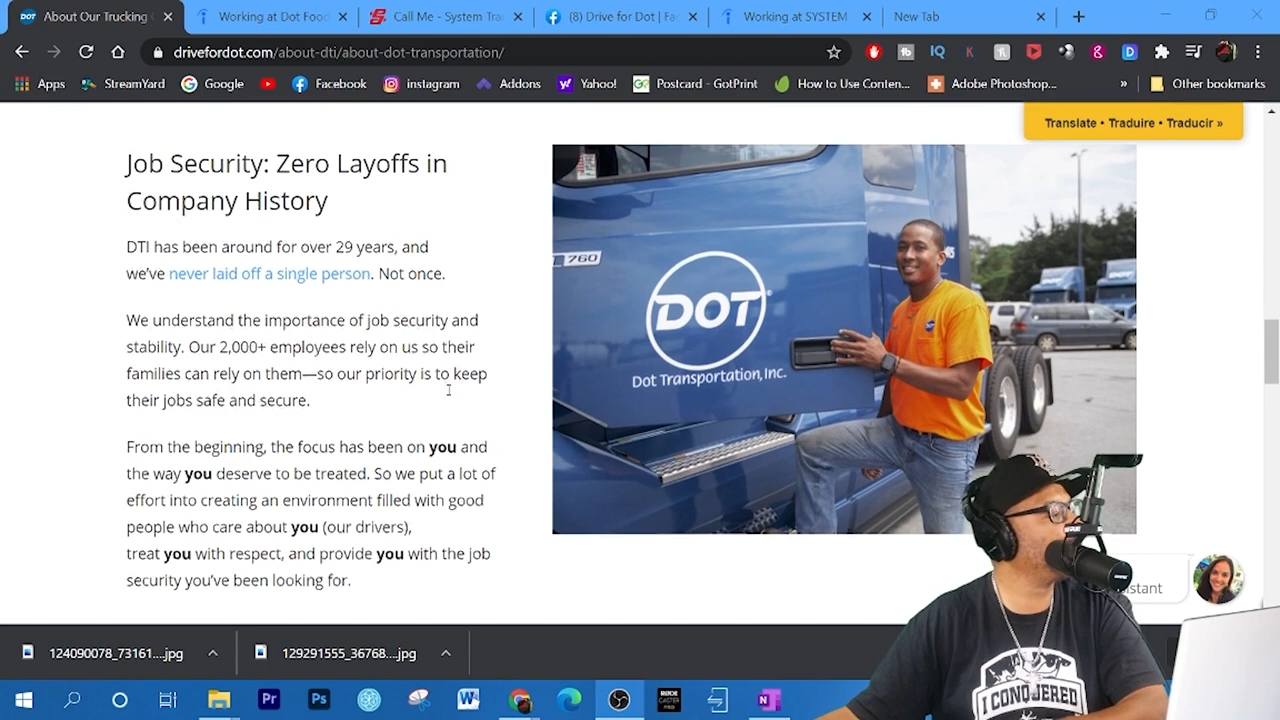 About Our Trucking
Working at Dot Food
Call Me - System Tra
(8) Drive for Dot | Fac
Working at SYSTEM
New Tab
drivefordot.com/about-dti/about-dot-transportation/
Apps
StreamYard
Google
Facebook
instagram
Addons
Yahoo!
Postcard - GotPrint
How to Use Conten...
Adobe Photoshop...
»
Other bookmarks
Translate • Traduire • Traducir »
Job Security: Zero Layoffs in
Company History
DTI has been around for over 29 years, and
we've never laid off a single person. Not once.
We understand the importance of job security and
stability. Our 2,000+ employees rely on us so their
families can rely on them—so our priority is to keep
their jobs safe and secure.
From the beginning, the focus has been on you and
the way you deserve to be treated. So we put a lot of
effort into creating an environment filled with good
people who care about you (our drivers),
treat you with respect, and provide you with the job
security you've been looking for.
760
DOT
Dot Transportation, Inc.
I CONQUERED
124090078_73161....jpg
129291555_36768....jpg